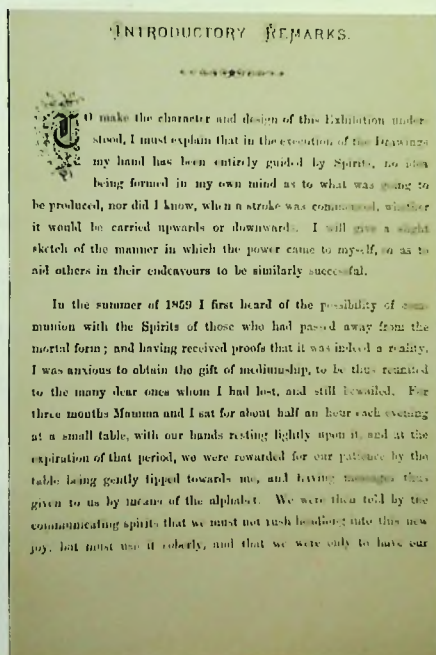 INTRODUCTORY REMARKS.
TO make the character and design of this Exhibition under-
stood, I must explain that in the execution of the Drawings
my hand has been entirely guided by Spirits, no idea
being formed in my own mind as to what was going to
be produced, nor did I know, when a stroke was commenced, whether
it would be carried upwards or downwards. I will give a slight
sketch of the manner in which the power came to myself, so as to
aid others in their endeavours to be similarly successful.
In the summer of 1859 I first heard of the possibility of com-
munion with the Spirits of those who had passed away from the
mortal form; and having received proofs that it was indeed a reality,
I was anxious to obtain the gift of mediumship, to be thus reunited
to the many dear ones whom I had lost, and still bewailed. For
three months Mamma and I sat for about half an hour each evening
at a small table, with our hands resting lightly upon it, and at the
expiration of that period, we were rewarded for our patience by the
table being gently tipped towards me, and having messages thus
given to us by means of the alphabet. We were then told by the
communicating spirits that we must not rush headlong into this new
joy, but must use it soberly, and that we were only to have our